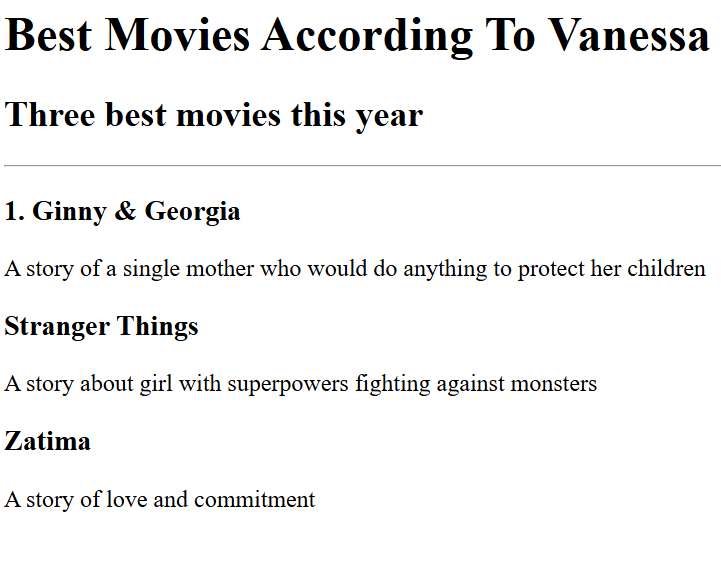 Best Movies According To Vanessa
Three best movies this year
1. Ginny & Georgia
A story of a single mother who would do anything to protect her children
Stranger Things
A story about girl with superpowers fighting against monsters
Zatima
A story of love and commitment